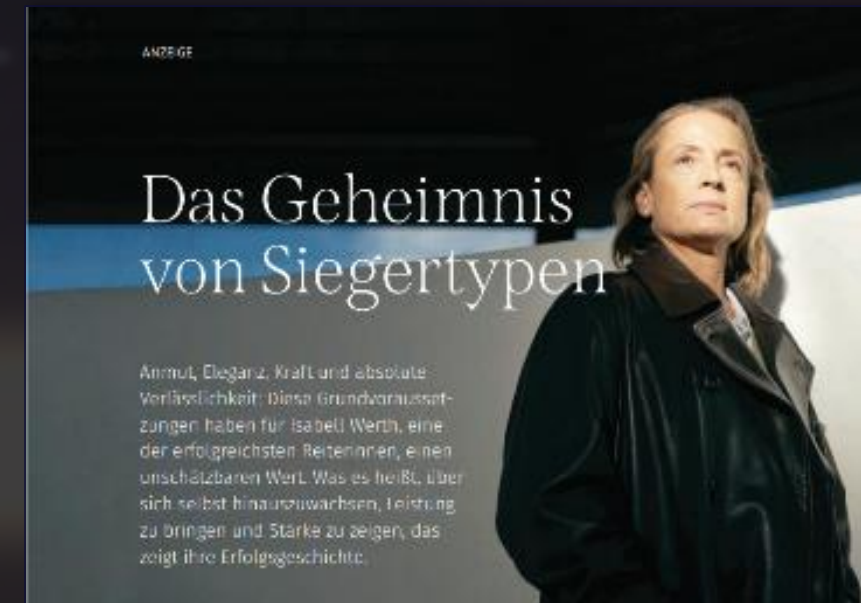 ANZEIGE
Das Geheimnis
von Siegertypen
Anmut, Eleganz, Kraft und absolute
Verlässlichkeit: Diese Grundvorausset-
zungen haben für Isabell Werth, eine
der erfolgreichsten Reiterinnen, einen
unschätzbaren Wert. Was es heißt, über
sich selbst hinauszuwachsen, Leistung
zu bringen und Stärke zu zeigen, das
zeigt ihre Erfolgsgeschichte.